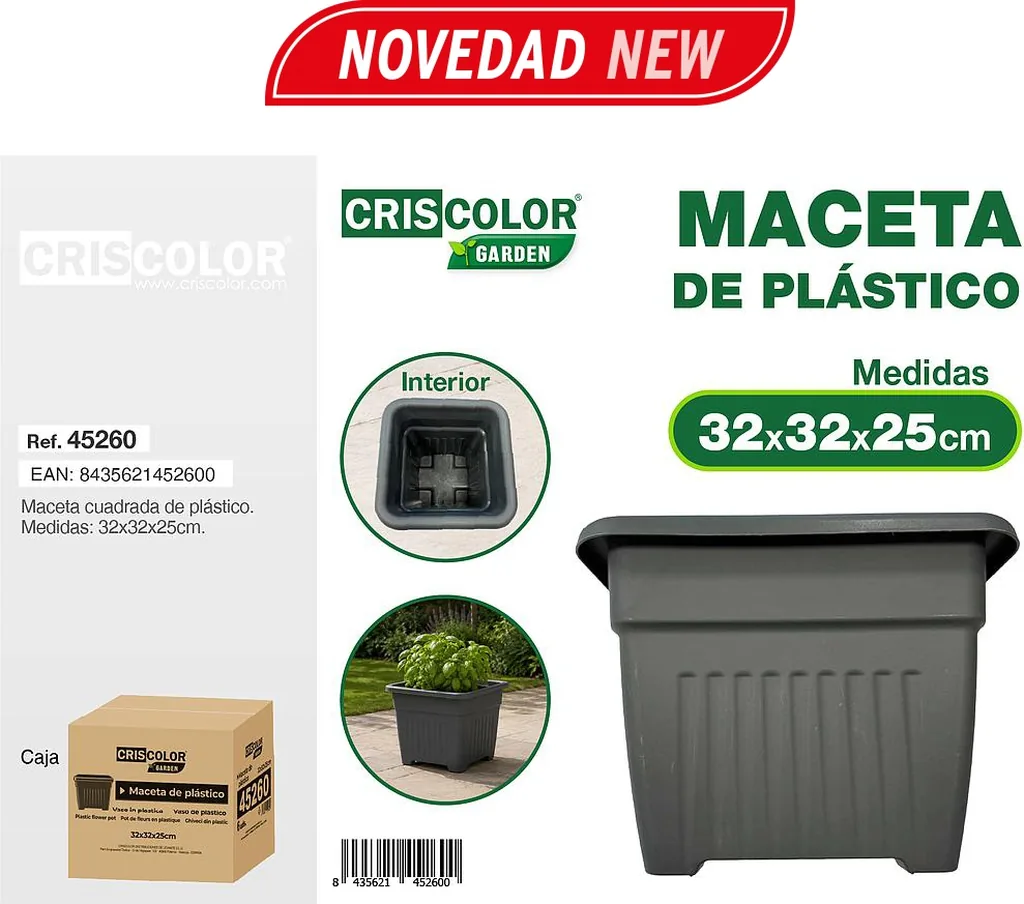 NOVEDAD NEW
CRISCOLOR®
www.criscolor.com
Ref. 45260
EAN: 8435621452600
Maceta cuadrada de plástico.
Medidas: 32x32x25cm.
Caja
CRISCOLOR
GARDEN
Maceta de plástico
Vaso in plastica Vaso de plastico
Plastic flower pot Pot de fleurs en plastique Ghiveci din plastic
32x32x25cm
CRISCOLOR
45260
CRISCOLOR®
GARDEN
MACETA
DE PLÁSTICO
Medidas
32x32x25cm
Interior
8 435621 452600